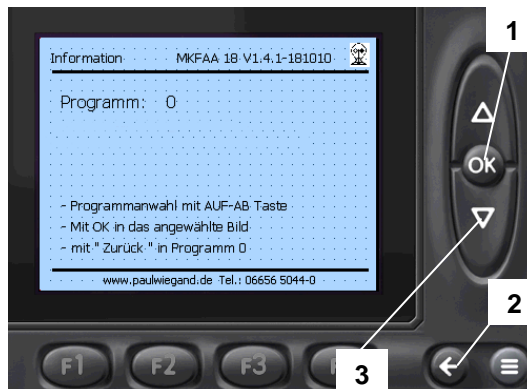 Information MKFAA 18 V1.4.1-181010
Programm: 0
- Programmanwahl mit AUF-AB Taste
- Mit OK in das angewählte Bild
- mit " Zurück " in Programm 0
www.paulwiegand.de Tel.: 06656 5044-0
1
OK
2
3
F1 F2 F3